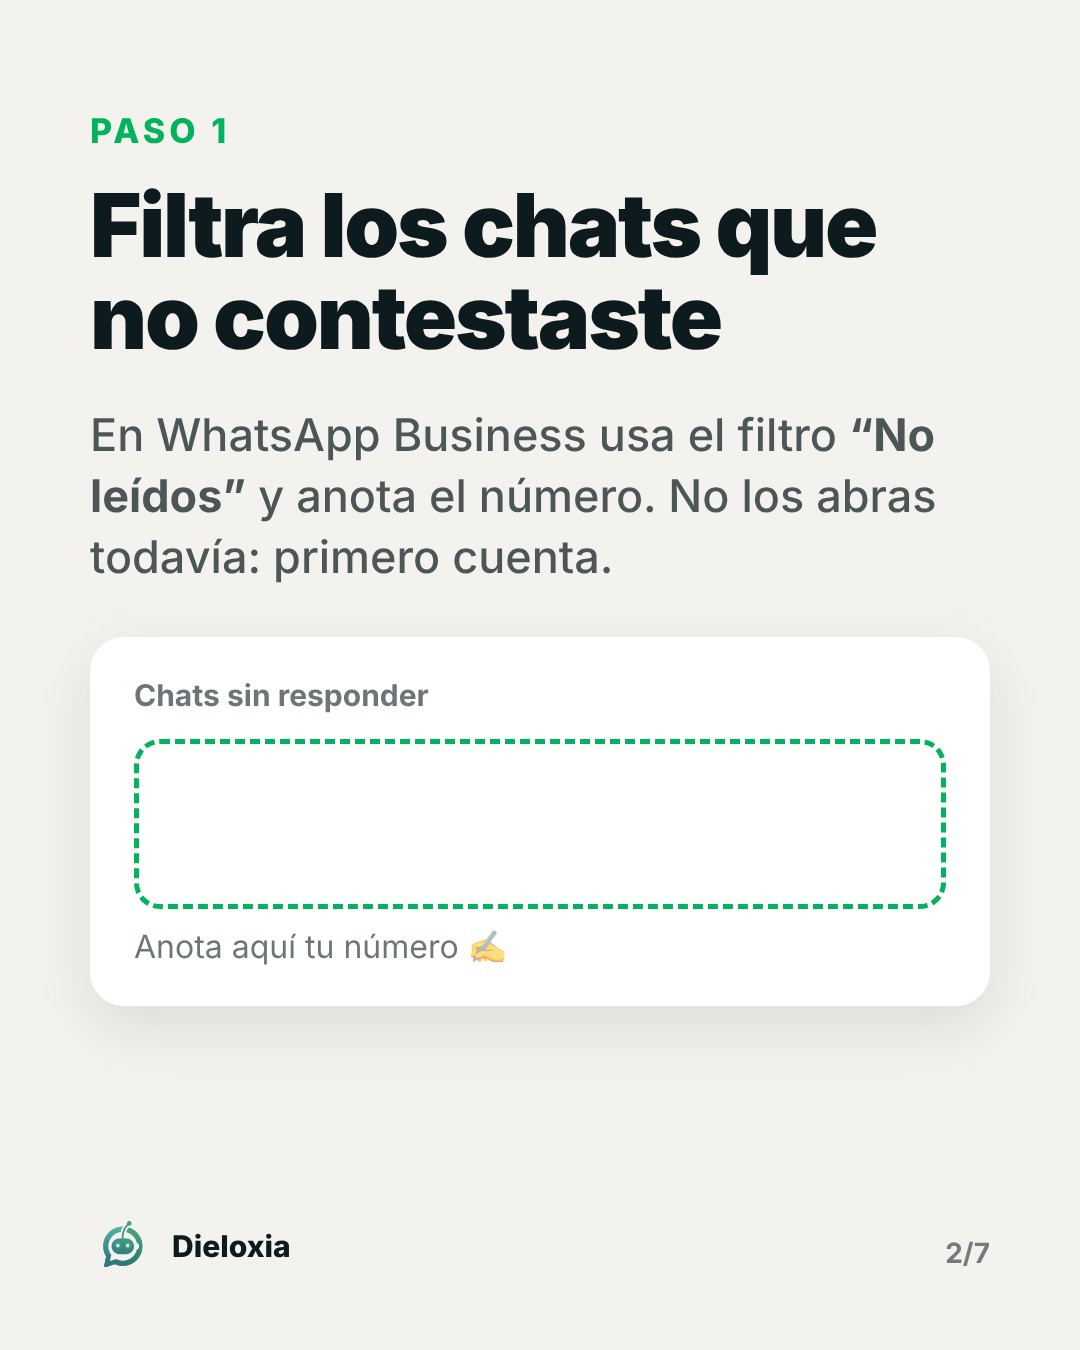 PASO 1
Filtra los chats que
no contestaste
En WhatsApp Business usa el filtro “No
leídos” y anota el número. No los abras
todavía: primero cuenta.
Chats sin responder
Anota aquí tu número ✍️
Dieloxia
2/7